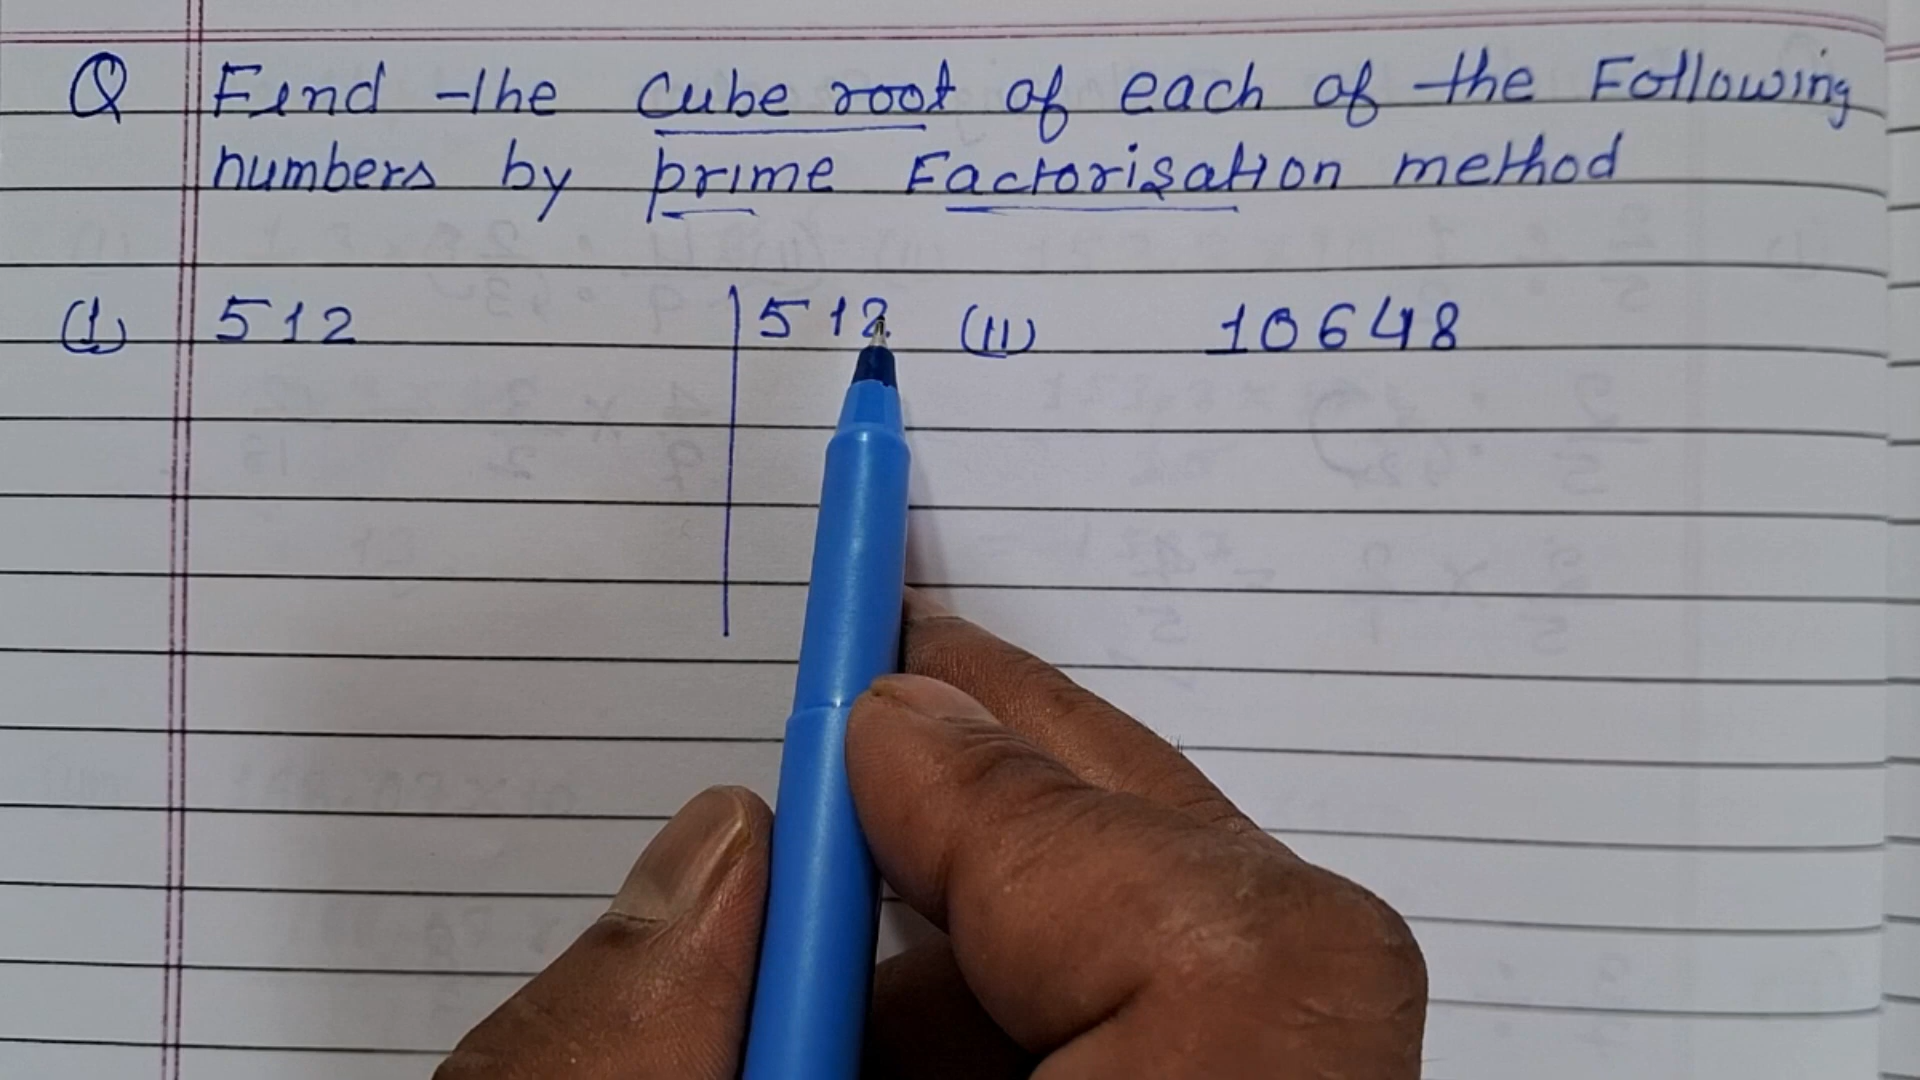 Q Find the cube root of each of the Following
numbers by prime Factorisation method
(I) 512 512 (II) 10648